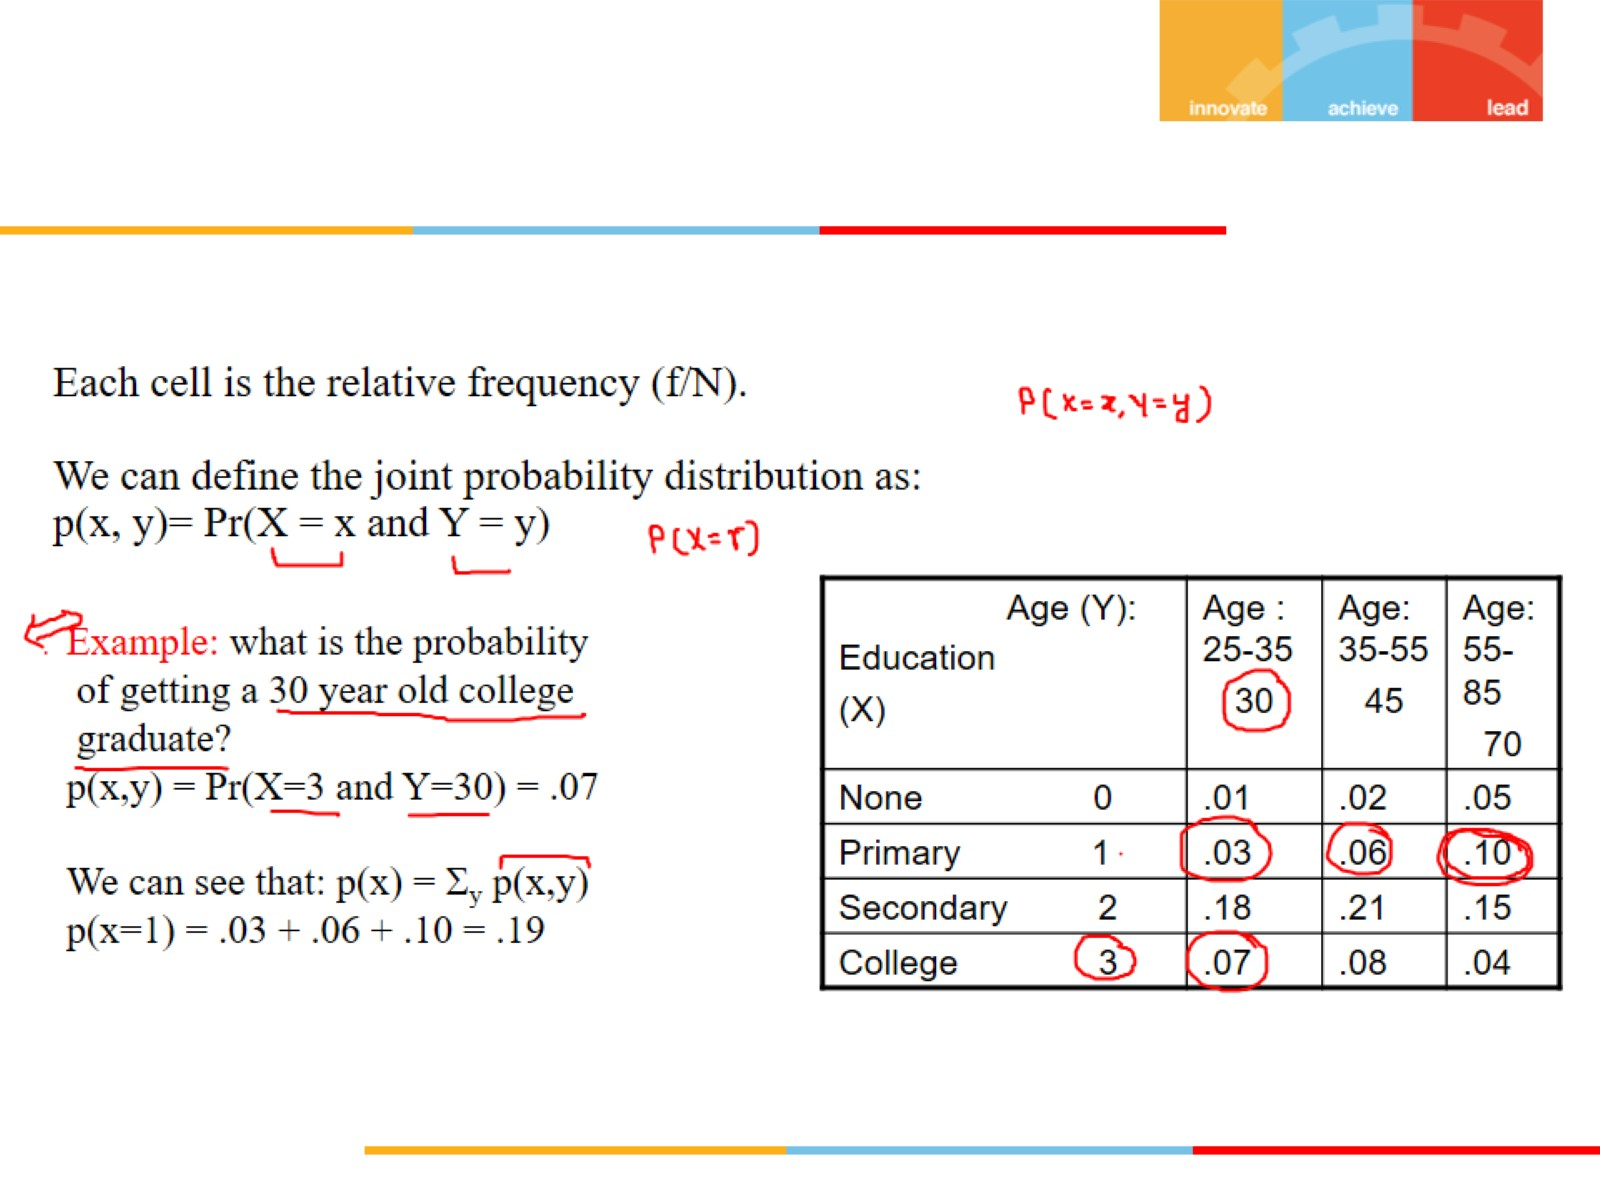 innovate achieve lead
Each cell is the relative frequency (f/N).
P(X=x,Y=y)
We can define the joint probability distribution as:
p(x, y)= Pr(X = x and Y = y)
P(X=r)
Example: what is the probability
of getting a 30 year old college
graduate?
p(x,y) = Pr(X=3 and Y=30) = .07
We can see that: p(x) = Σy p(x,y)
p(x=1) = .03 + .06 + .10 = .19
Age (Y):
Education
(X)
Age :
25-35
30
Age:
35-55
45
Age:
55-
85
70
None 0 .01 .02 .05
Primary 1 .03 .06 .10
Secondary 2 .18 .21 .15
College 3 .07 .08 .04